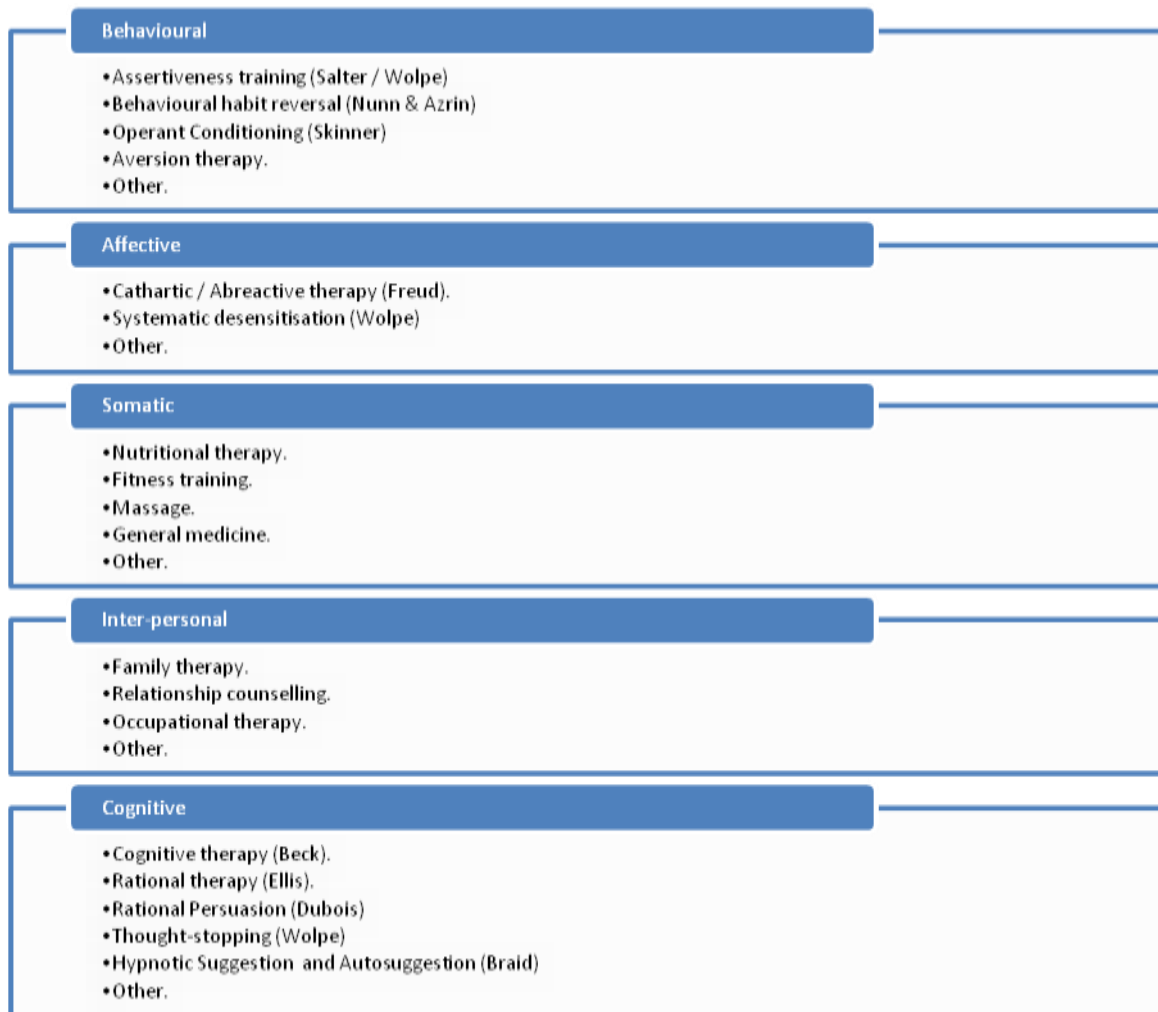 Behavioural
•Assertiveness training (Salter / Wolpe)
•Behavioural habit reversal (Nunn & Azrin)
•Operant Conditioning (Skinner)
•Aversion therapy.
•Other.
Affective
•Cathartic / Abreactive therapy (Freud).
•Systematic desensitisation (Wolpe)
•Other.
Somatic
•Nutritional therapy.
•Fitness training.
•Massage.
•General medicine.
•Other.
Inter-personal
•Family therapy.
•Relationship counselling.
•Occupational therapy.
•Other.
Cognitive
•Cognitive therapy (Beck).
•Rational therapy (Ellis).
•Rational Persuasion (Dubois)
•Thought-stopping (Wolpe)
•Hypnotic Suggestion and Autosuggestion (Braid)
•Other.